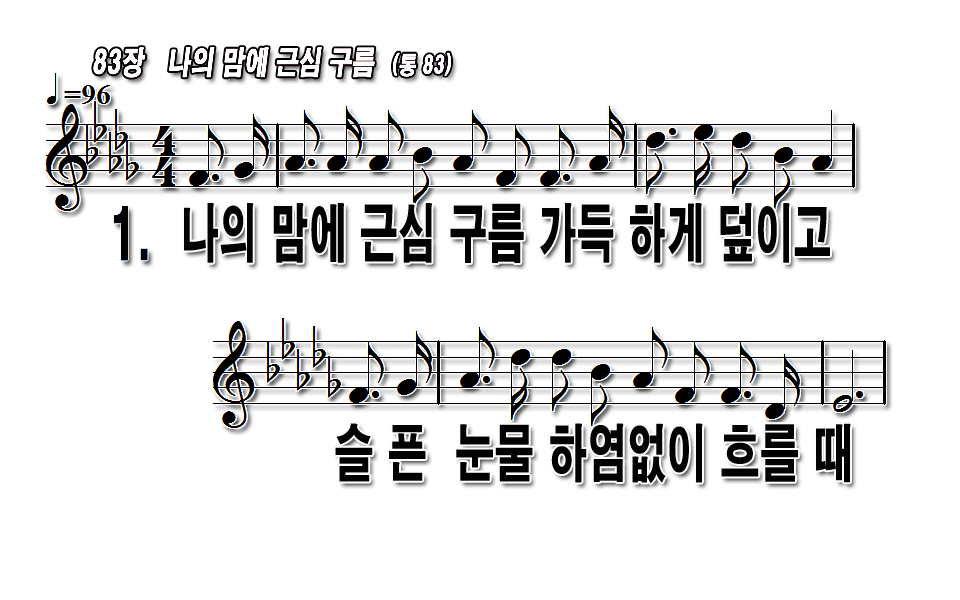 83장 나의 맘에 근심 구름 (통 83)
♩=96
4
4
1. 나의 맘에 근심 구름 가득 하게 덮이고
슬 픈 눈물 하염없이 흐를 때